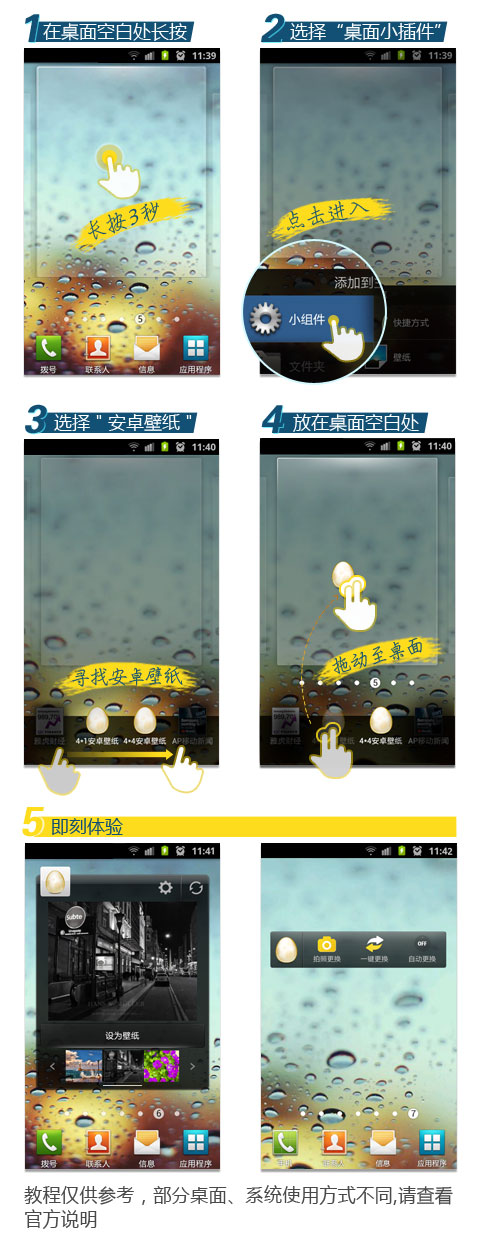 1 在桌面空白处长按
11:39
长按3秒
5
拨号 联系人 信息 应用程序
2 选择“桌面小插件”
11:39
点击进入
添加到主
小组件
快捷方式
文件夹
壁纸
3 选择"安卓壁纸"
11:40
寻找安卓壁纸
雅虎财经 4*1安卓壁纸 4*4安卓壁纸 AP移动新闻
4 放在桌面空白处
11:40
拖动至桌面
5
雅虎财经 卓壁纸 4*4安卓壁纸 AP移动新闻
5 即刻体验
11:41
subte
设为壁纸
6
拨号 联系人 信息 应用程序
11:42
OFF
拍照更换 一键更换 自动更换
7
手机 联系人 信息 应用程序
教程仅供参考，部分桌面、系统使用方式不同,请查看
官方说明